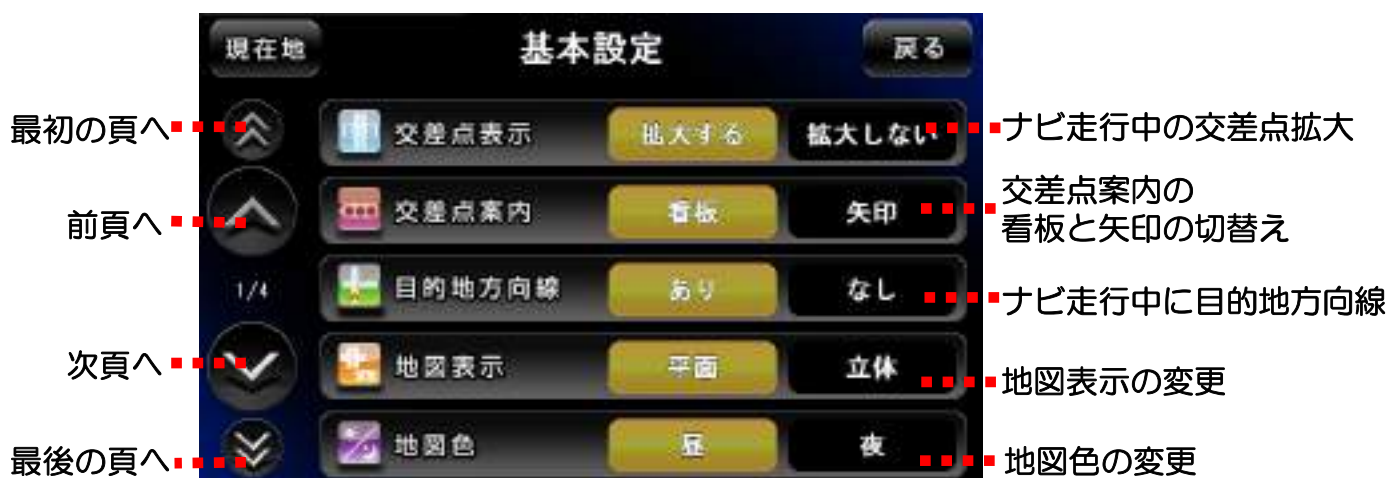 現在地
基本設定
戻る
最初の頁へ
交差点表示
拡大する
拡大しない
ナビ走行中の交差点拡大
前頁へ
交差点案内
看板
矢印
交差点案内の
看板と矢印の切替え
1/4
目的地方向線
あり
なし
ナビ走行中に目的地方向線
次頁へ
地図表示
平面
立体
地図表示の変更
最後の頁へ
地図色
昼
夜
地図色の変更